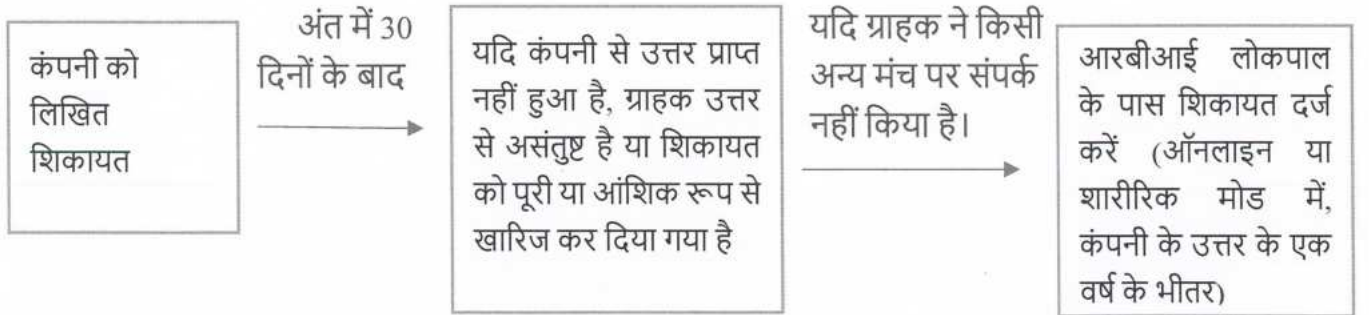 कंपनी को
लिखित
शिकायत
अंत में 30
दिनों के बाद
यदि कंपनी से उत्तर प्राप्त
नहीं हुआ है, ग्राहक उत्तर
से असंतुष्ट है या शिकायत
को पूरी या आंशिक रूप से
खारिज कर दिया गया है
यदि ग्राहक ने किसी
अन्य मंच पर संपर्क
नहीं किया है।
आरबीआई लोकपाल
के पास शिकायत दर्ज
करें (ऑनलाइन या
शारीरिक मोड में,
कंपनी के उत्तर के एक
वर्ष के भीतर)